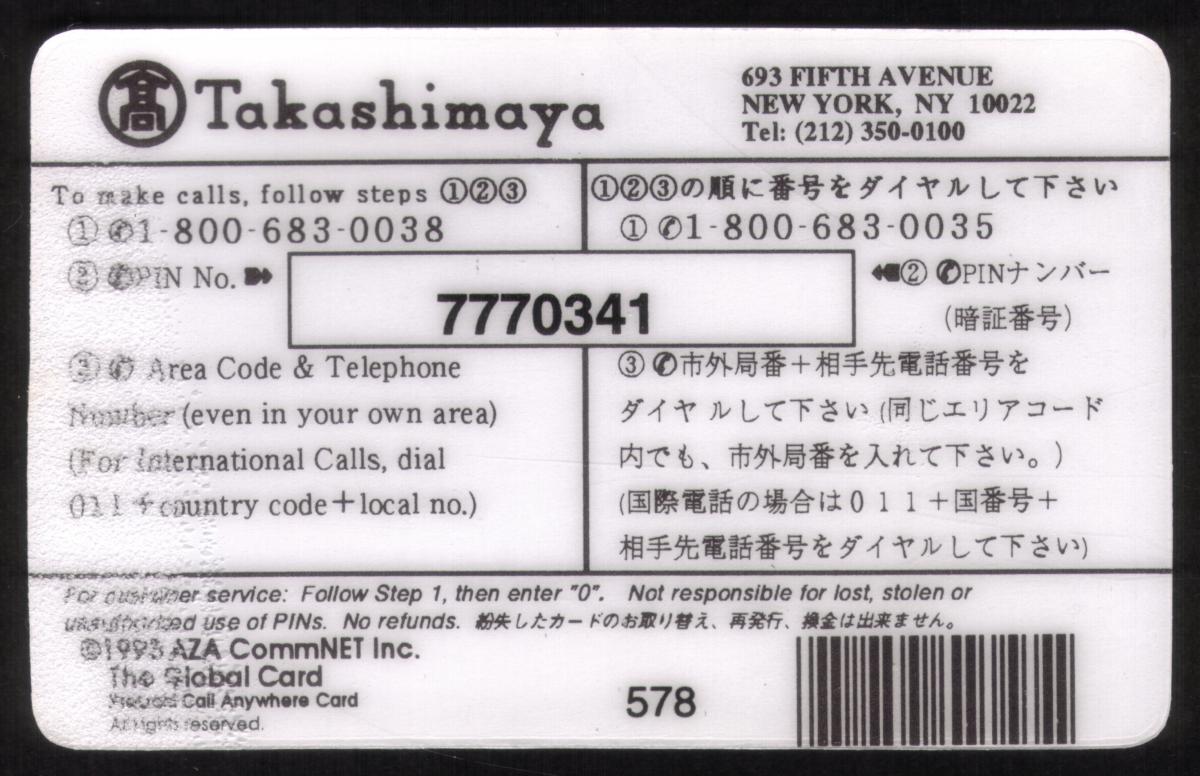 髙 Takashimaya
693 FIFTH AVENUE
NEW YORK, NY 10022
Tel: (212) 350-0100
To make calls, follow steps ①②③
① ✆1-800-683-0038
② ✆PIN No.
7770341
③ ✆ Area Code & Telephone
Number (even in your own area)
(For International Calls, dial
011 + country code+local no.)
①②③の順に番号をダイヤルして下さい
① ✆1-800-683-0035
② ✆PINナンバー
(暗証番号)
③ ✆市外局番+相手先電話番号を
ダイヤルして下さい (同じエリアコード
内でも、市外局番を入れて下さい。)
(国際電話の場合は011+国番号+
相手先電話番号をダイヤルして下さい)
For customer service: Follow Step 1, then enter "0". Not responsible for lost, stolen or
unauthorized use of PINs. No refunds. 紛失したカードのお取り替え、再発行、換金は出来ません。
©1993 AZA CommNET Inc.
The Global Card
Prepaid Call Anywhere Card
All rights reserved.
578